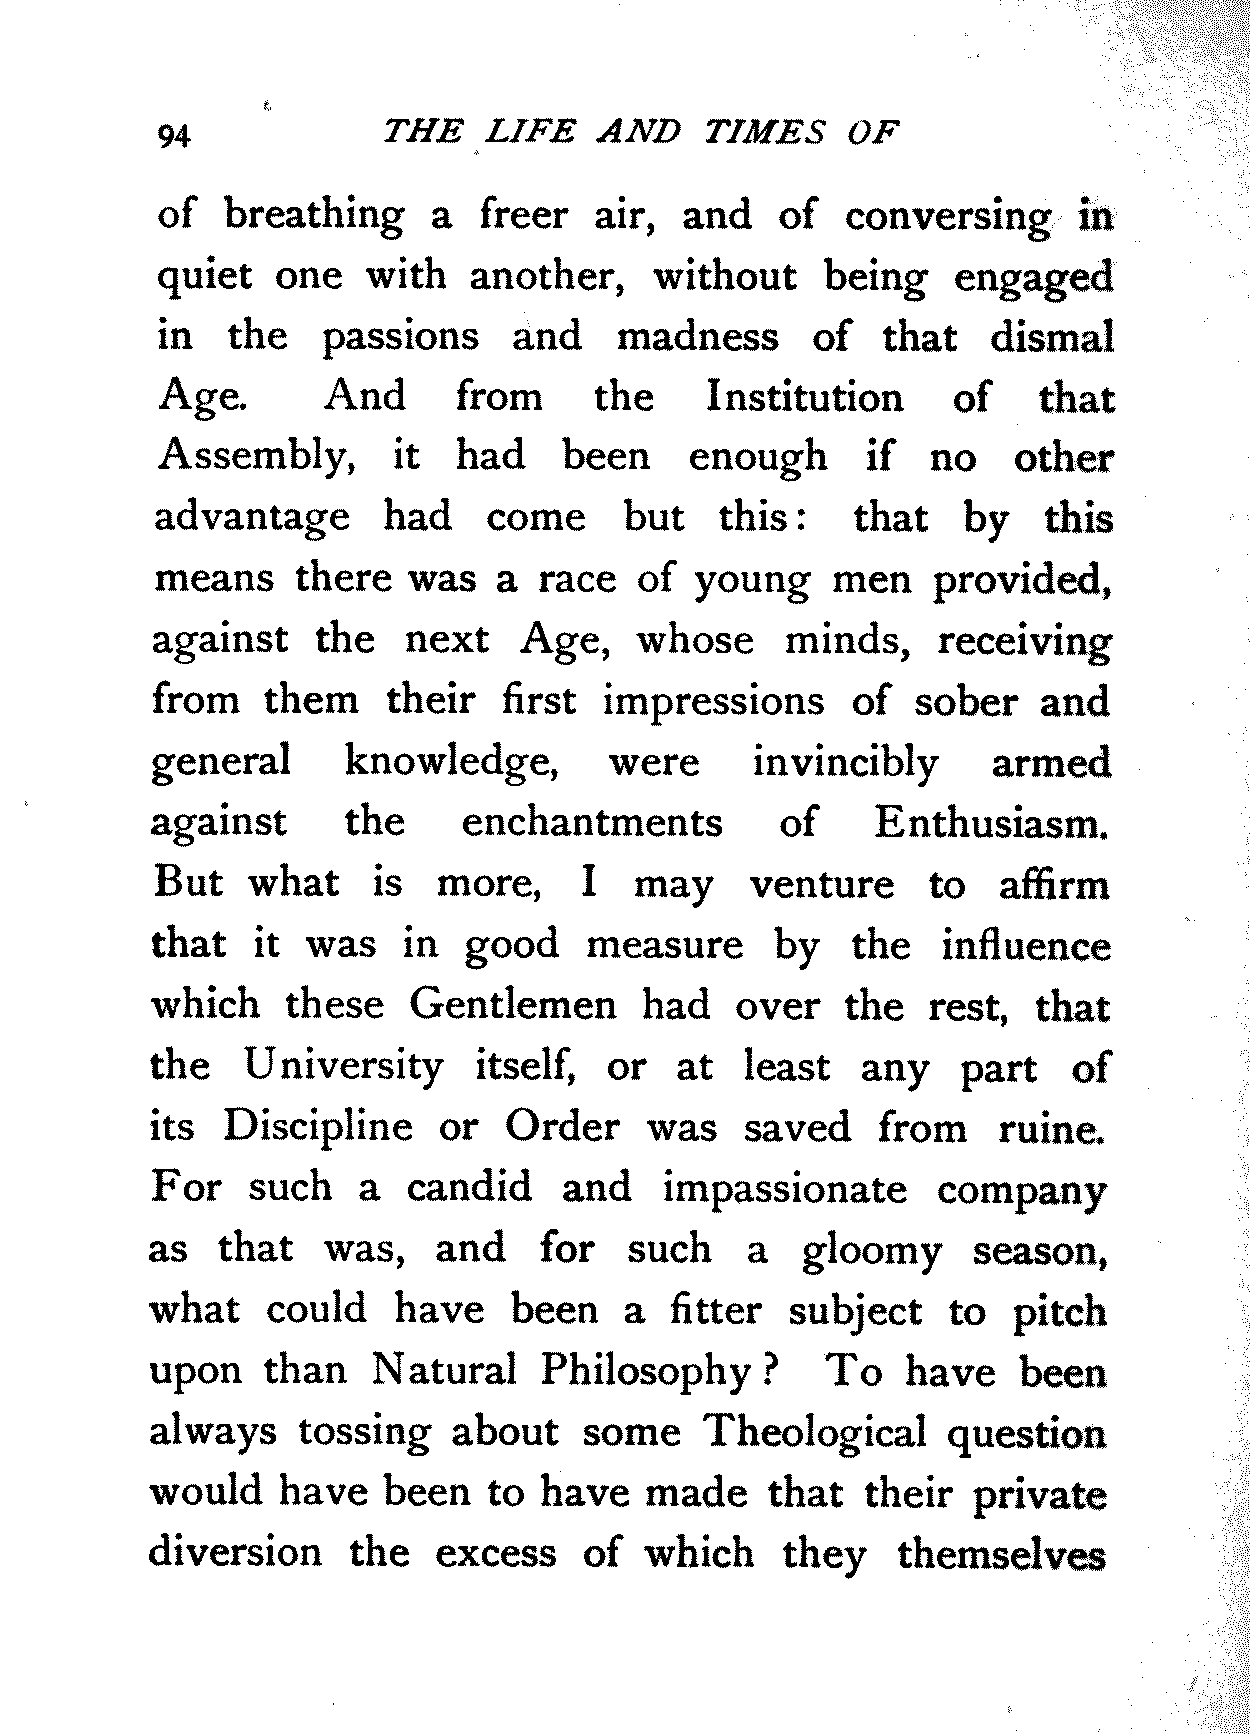 94 THE LIFE AND TIMES OF
of breathing a freer air, and of conversing in
quiet one with another, without being engaged
in the passions and madness of that dismal
Age. And from the Institution of that
Assembly, it had been enough if no other
advantage had come but this: that by this
means there was a race of young men provided,
against the next Age, whose minds, receiving
from them their first impressions of sober and
general knowledge, were invincibly armed
against the enchantments of Enthusiasm.
But what is more, I may venture to affirm
that it was in good measure by the influence
which these Gentlemen had over the rest, that
the University itself, or at least any part of
its Discipline or Order was saved from ruine.
For such a candid and impassionate company
as that was, and for such a gloomy season,
what could have been a fitter subject to pitch
upon than Natural Philosophy? To have been
always tossing about some Theological question
would have been to have made that their private
diversion the excess of which they themselves